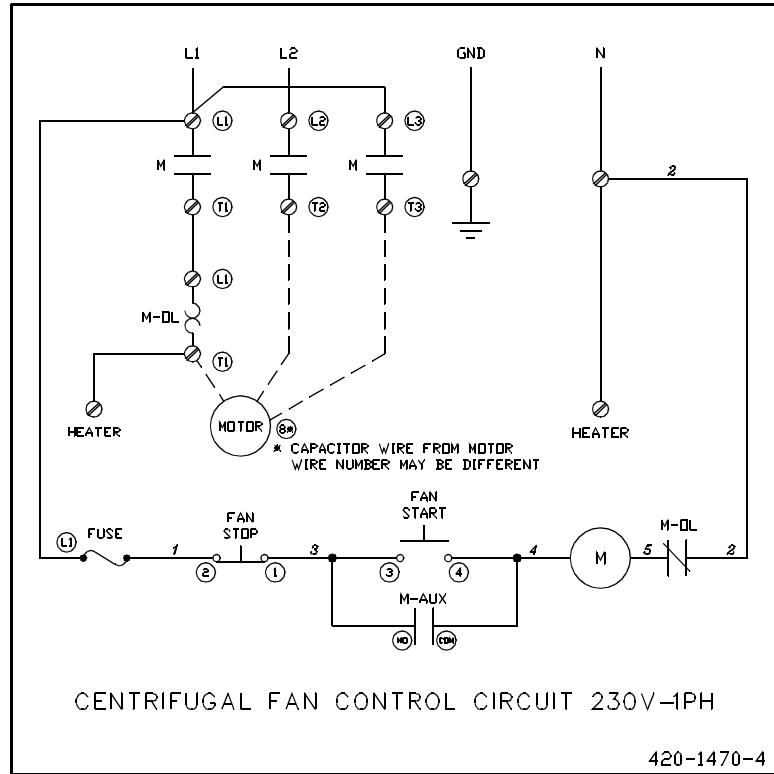 L1 L2 GND N
L1 L2 L3
M M M
2
T1 T2 T3
L1
M-OL
T1
HEATER MOTOR 8* HEATER
* CAPACITOR WIRE FROM MOTOR
WIRE NUMBER MAY BE DIFFERENT
FAN
START
FAN
STOP
L1 FUSE M-OL
1 3 4 M 5 2
2 1 3 4
M-AUX
NO COM
CENTRIFUGAL FAN CONTROL CIRCUIT 230V-1PH
420-1470-4